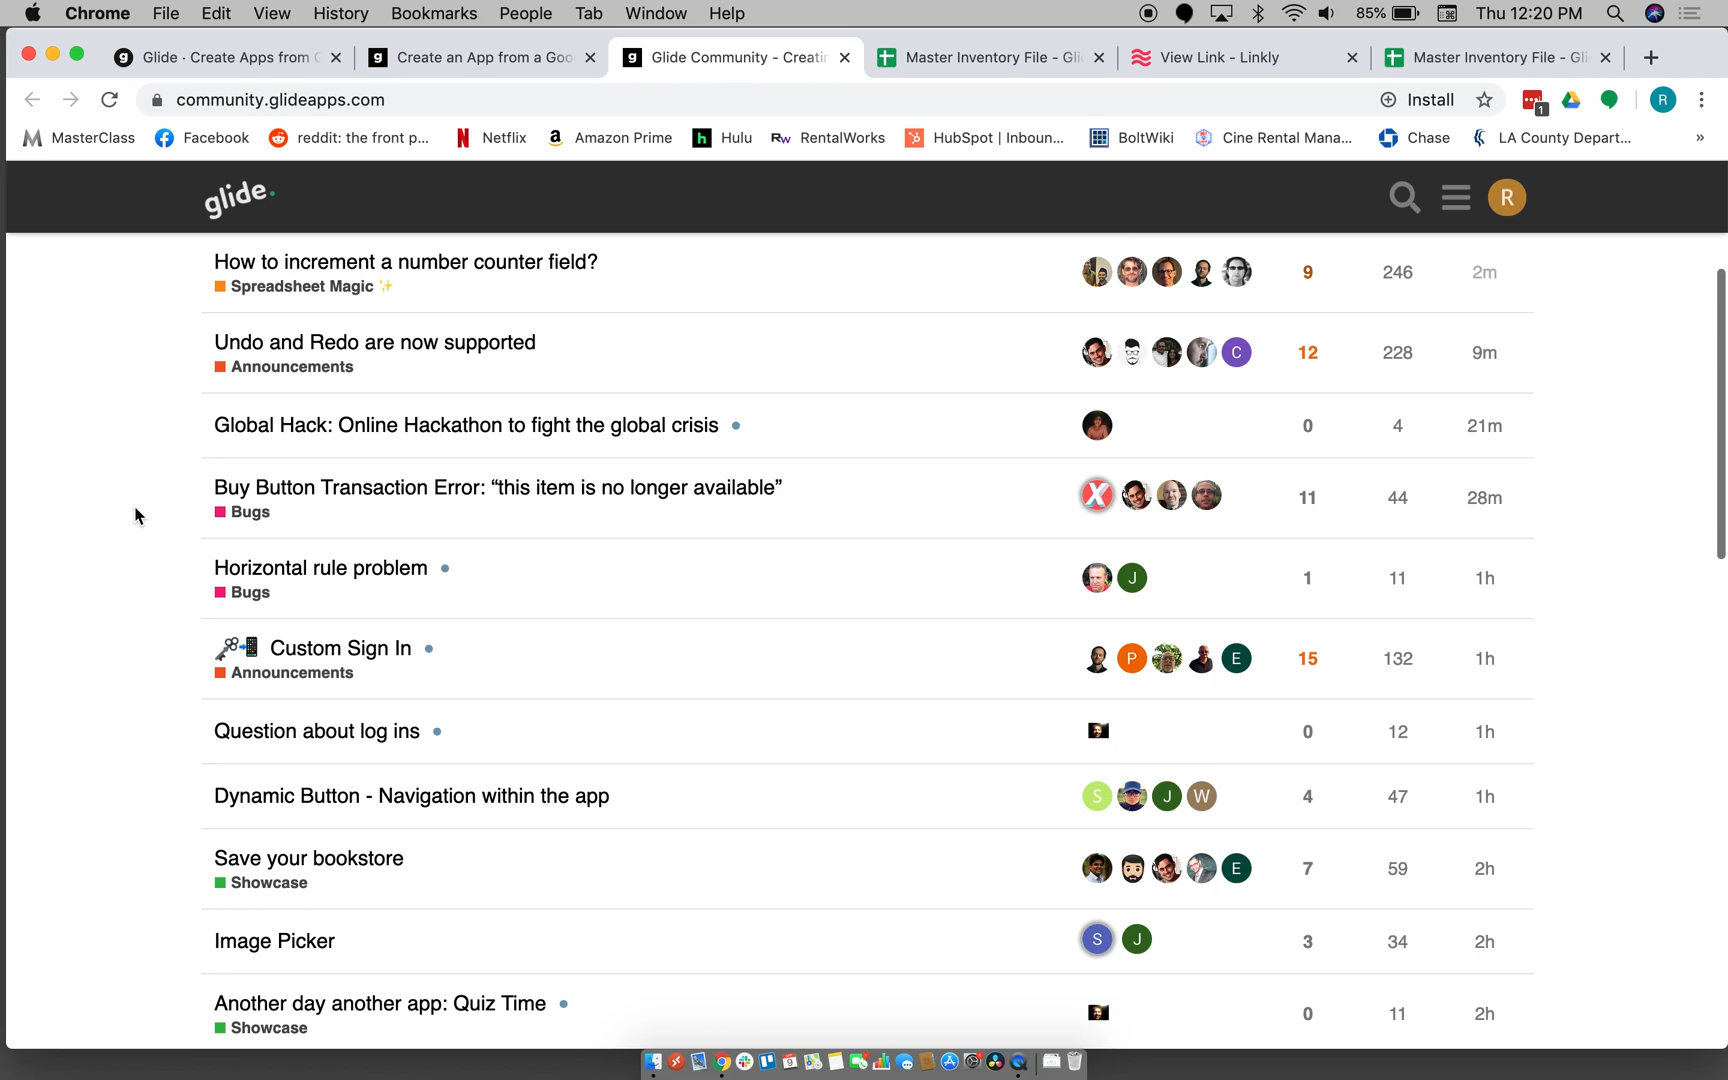 Chrome File Edit View History Bookmarks People Tab Window Help 85% Thu 12:20 PM
Glide · Create Apps from
Create an App from a Goo
Glide Community - Creatin
Master Inventory File - Gli
View Link - Linkly
Master Inventory File - Gli
community.glideapps.com Install 1 R
MasterClass Facebook reddit: the front p... Netflix Amazon Prime Hulu RentalWorks HubSpot | Inboun... BoltWiki Cine Rental Mana... Chase LA County Depart... »
glide R
How to increment a number counter field? 9 246 2m
Spreadsheet Magic ✨
Undo and Redo are now supported C 12 228 9m
Announcements
Global Hack: Online Hackathon to fight the global crisis 0 4 21m
Buy Button Transaction Error: “this item is no longer available” X 11 44 28m
Bugs
Horizontal rule problem J 1 11 1h
Bugs
Custom Sign In P E 15 132 1h
Announcements
Question about log ins 0 12 1h
Dynamic Button - Navigation within the app S J W 4 47 1h
Save your bookstore E 7 59 2h
Showcase
Image Picker S J 3 34 2h
Another day another app: Quiz Time 0 11 2h
Showcase